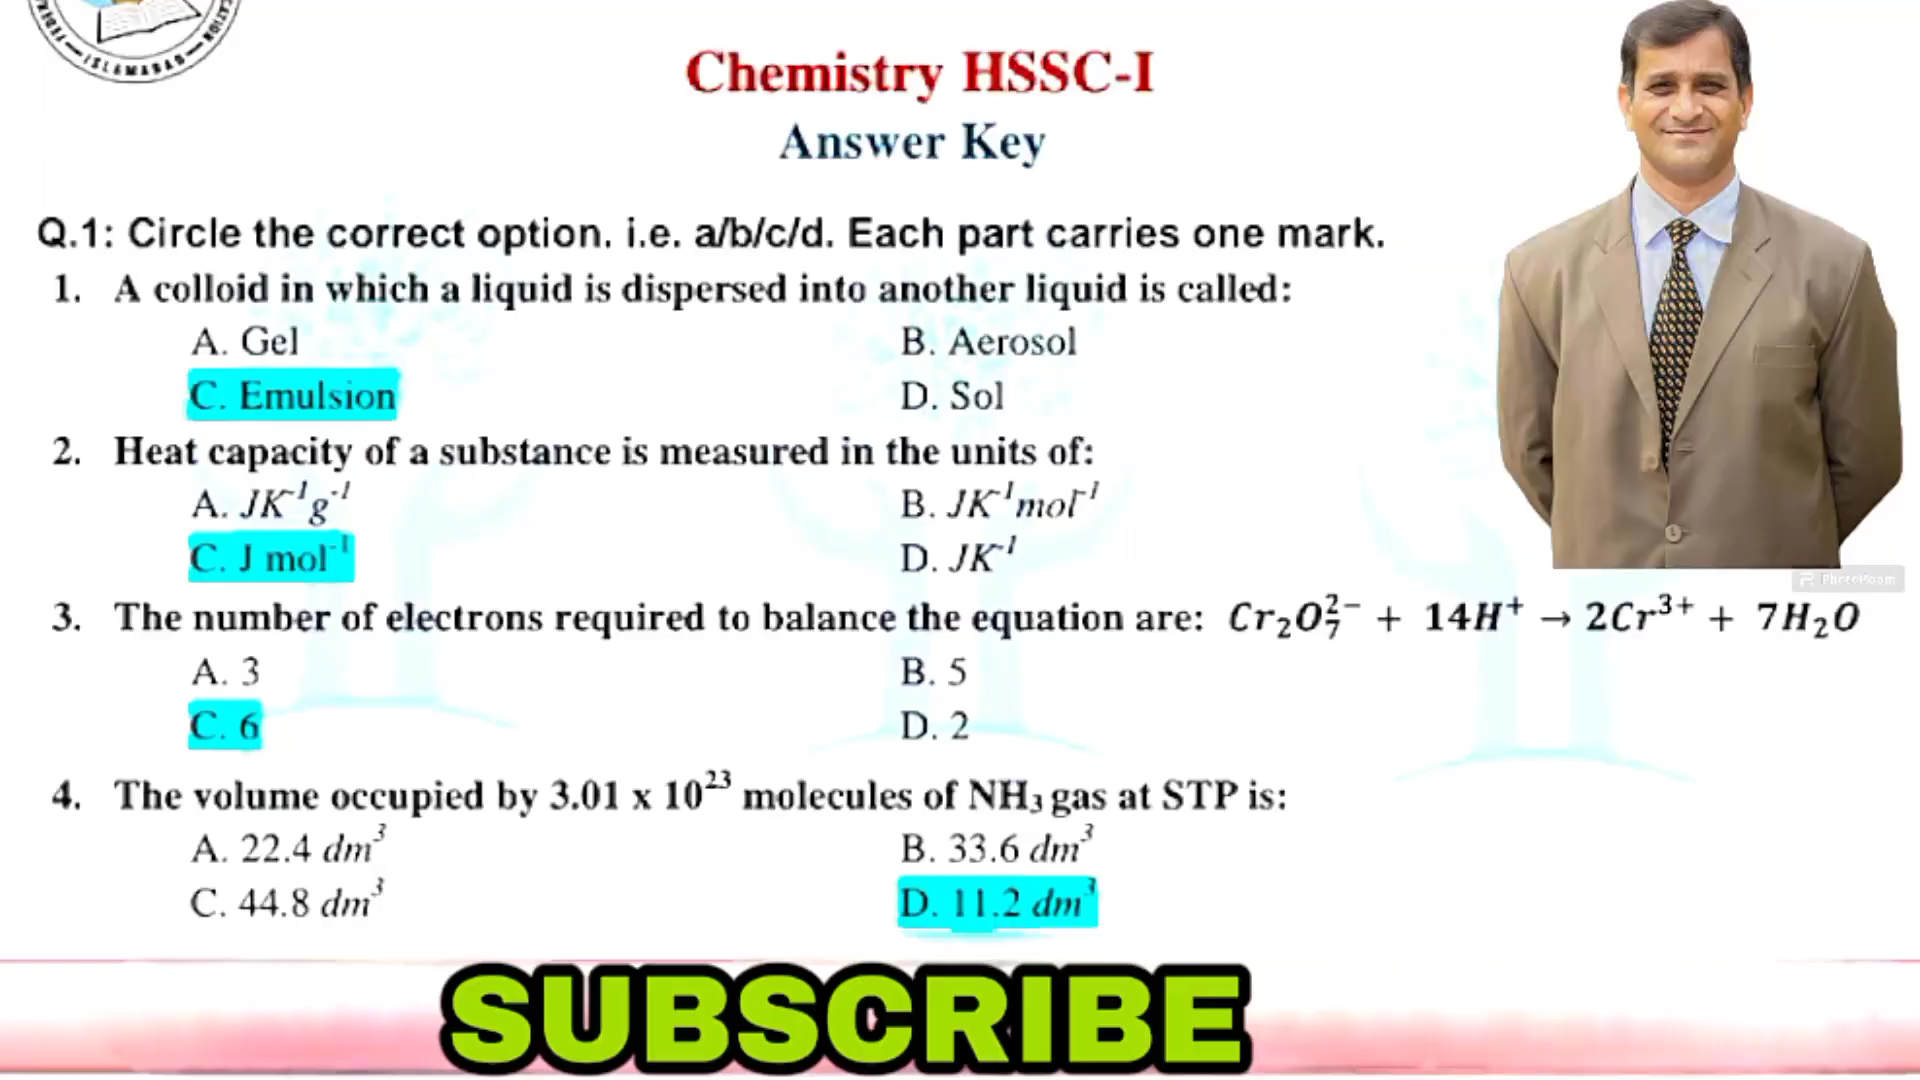 ISLAMABAD
Chemistry HSSC-I
Answer Key
Q.1: Circle the correct option. i.e. a/b/c/d. Each part carries one mark.
1. A colloid in which a liquid is dispersed into another liquid is called:
A. Gel B. Aerosol
C. Emulsion D. Sol
2. Heat capacity of a substance is measured in the units of:
A. JK⁻¹g⁻¹ B. JK⁻¹mol⁻¹
C. J mol⁻¹ D. JK⁻¹
3. The number of electrons required to balance the equation are: Cr₂O₇²⁻ + 14H⁺ → 2Cr³⁺ + 7H₂O
A. 3 B. 5
C. 6 D. 2
4. The volume occupied by 3.01 x 10²³ molecules of NH₃ gas at STP is:
A. 22.4 dm³ B. 33.6 dm³
C. 44.8 dm³ D. 11.2 dm³
PhotoRoom
SUBSCRIBE